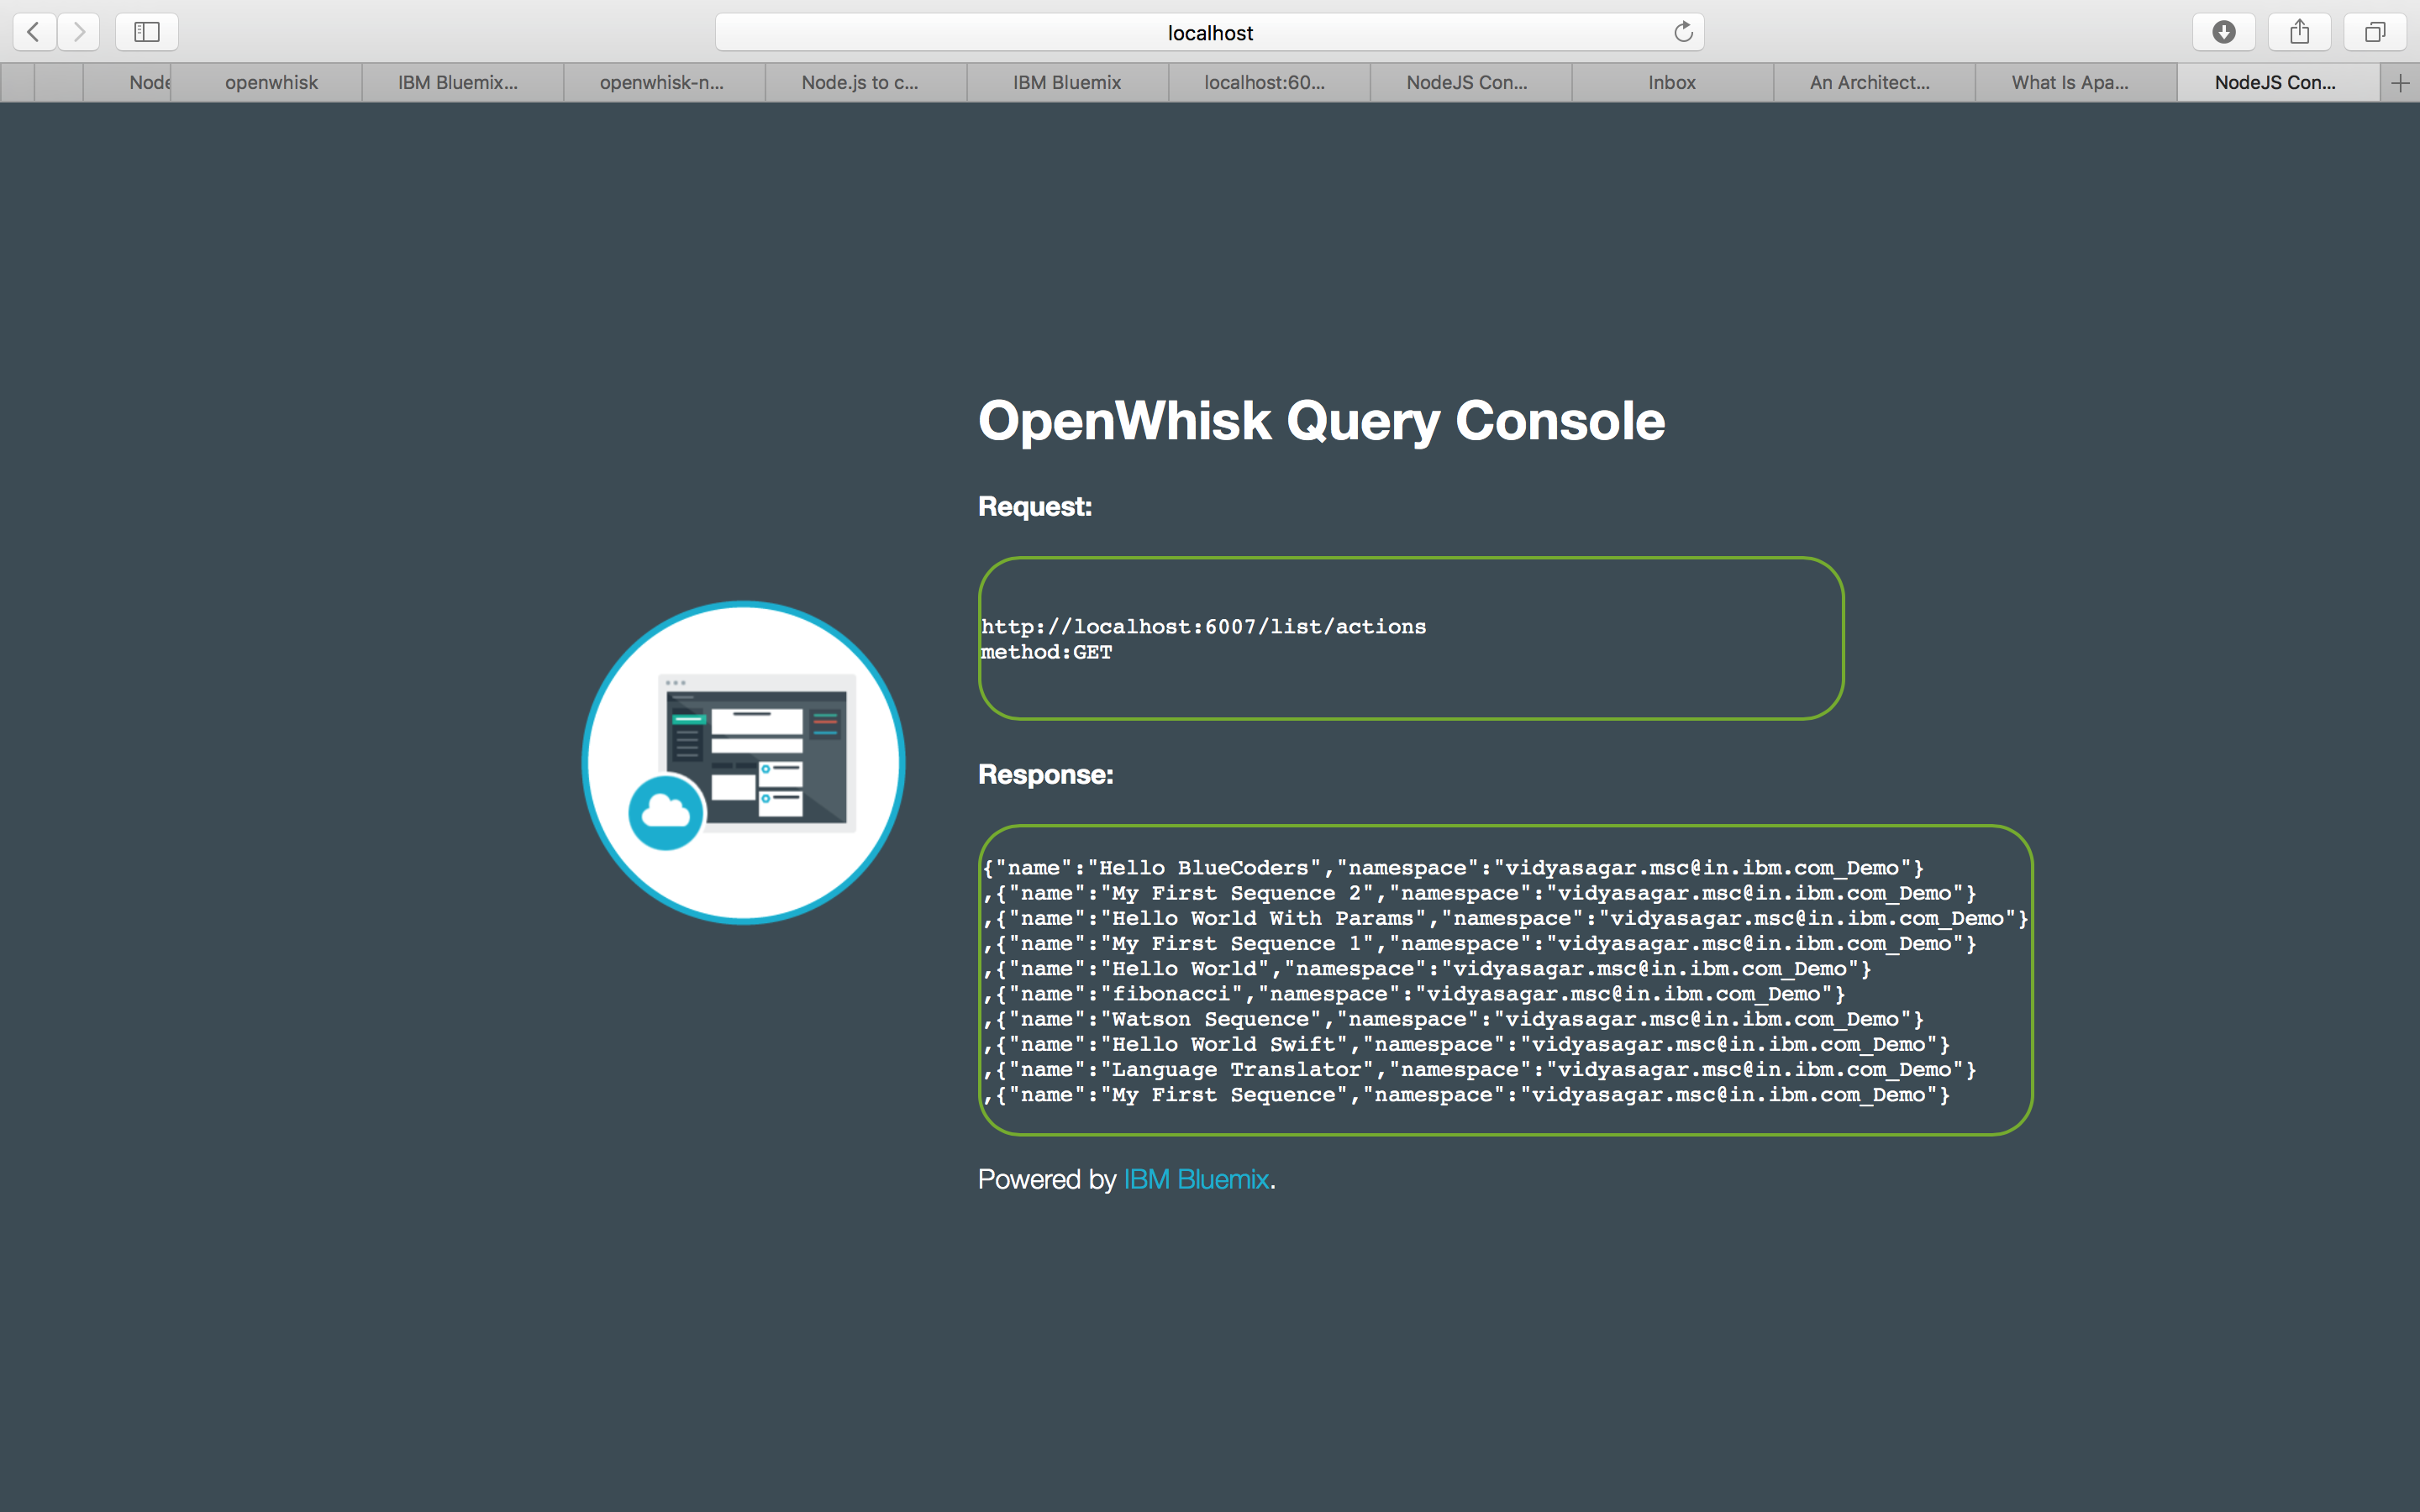 localhost
Node
openwhisk
IBM Bluemix...
openwhisk-n...
Node.js to c...
IBM Bluemix
localhost:60...
NodeJS Con...
Inbox
An Architect...
What Is Apa...
NodeJS Con...
OpenWhisk Query Console
Request:
http://localhost:6007/list/actions
method:GET
Response:
{"name":"Hello BlueCoders","namespace":"vidyasagar.msc@in.ibm.com_Demo"}
,{"name":"My First Sequence 2","namespace":"vidyasagar.msc@in.ibm.com_Demo"}
,{"name":"Hello World With Params","namespace":"vidyasagar.msc@in.ibm.com_Demo"}
,{"name":"My First Sequence 1","namespace":"vidyasagar.msc@in.ibm.com_Demo"}
,{"name":"Hello World","namespace":"vidyasagar.msc@in.ibm.com_Demo"}
,{"name":"fibonacci","namespace":"vidyasagar.msc@in.ibm.com_Demo"}
,{"name":"Watson Sequence","namespace":"vidyasagar.msc@in.ibm.com_Demo"}
,{"name":"Hello World Swift","namespace":"vidyasagar.msc@in.ibm.com_Demo"}
,{"name":"Language Translator","namespace":"vidyasagar.msc@in.ibm.com_Demo"}
,{"name":"My First Sequence","namespace":"vidyasagar.msc@in.ibm.com_Demo"}
Powered by IBM Bluemix.